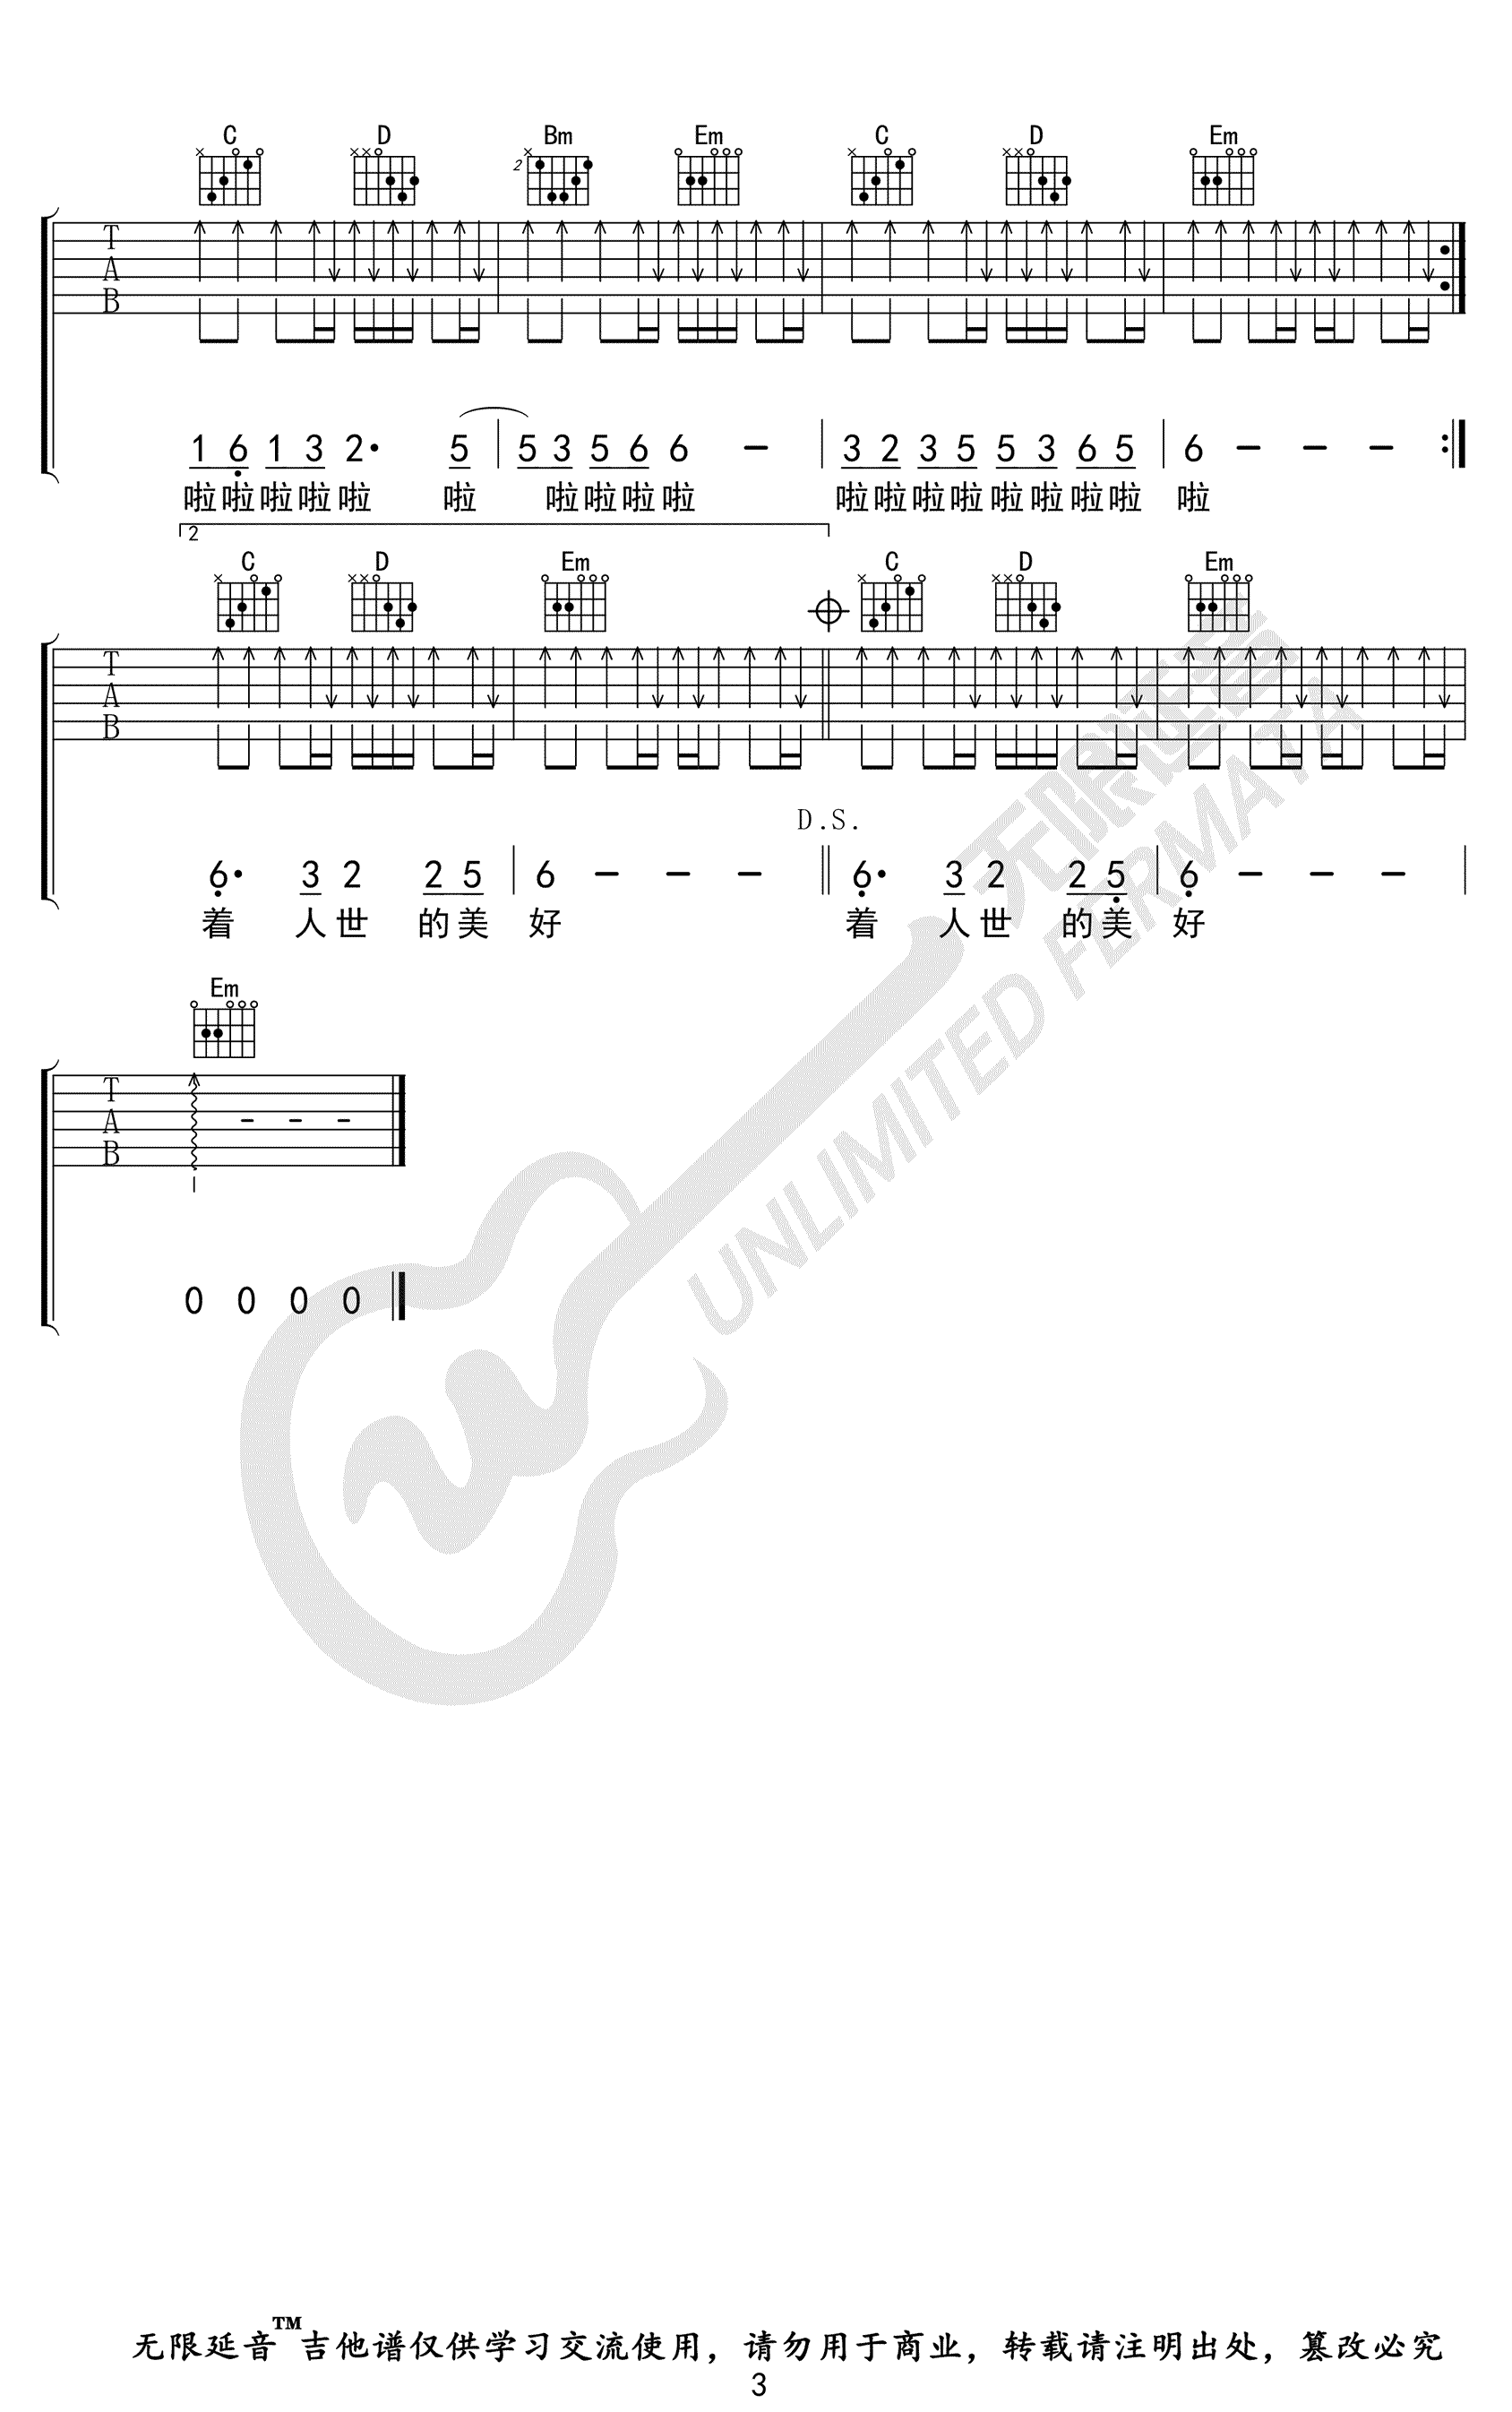 C D Bm Em C D Em
2
T
A
B
1 6 1 3 2· 5 | 5 3 5 6 6 - | 3 2 3 5 5 3 6 5 | 6 - - -
啦啦啦啦啦 啦 啦啦啦啦 啦啦啦啦啦啦啦啦 啦
2
C D Em C D Em
T
A
B
D.S.
6· 3 2 2 5 | 6 - - - || 6· 3 2 2 5 | 6 - - - |
着 人世 的美 好 着 人世 的美 好
Em
T
A
B
- - -
0 0 0 0
无限延音
UNLIMITED FERMATA
无限延音™吉他谱仅供学习交流使用，请勿用于商业，转载请注明出处，篡改必究
3